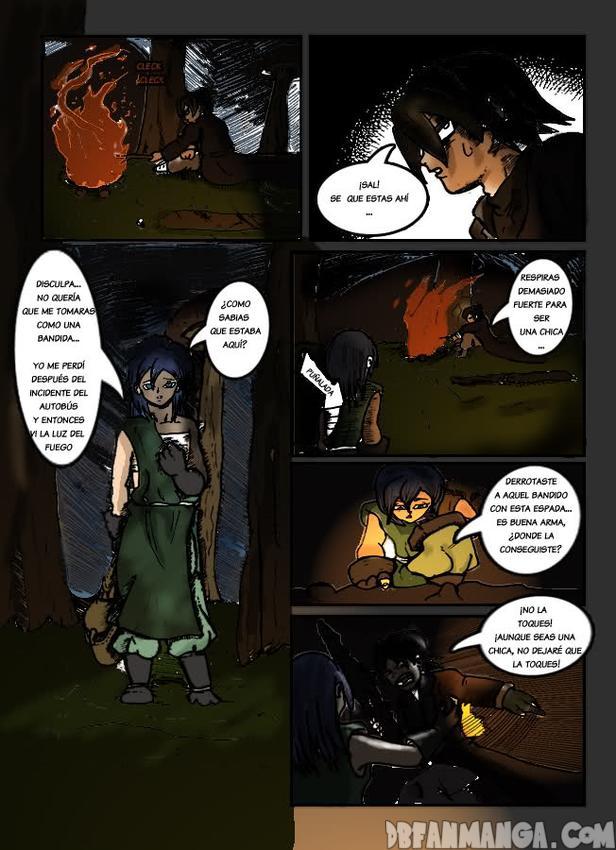 CLECK
CLECK
¡SAL!
SE QUE ESTAS AHÍ
...
DISCULPA...
NO QUERÍA
QUE ME TOMARAS
COMO UNA
BANDIDA...
YO ME PERDÍ
DESPUÉS DEL
INCIDENTE DEL
AUTOBÚS
Y ENTONCES
VI LA LUZ DEL
FUEGO
¿COMO
SABIAS
QUE ESTABA
AQUÍ?
RESPIRAS
DEMASIADO
FUERTE PARA
SER
UNA CHICA
...
PUÑALADA
DERROTASTE
A AQUEL BANDIDO
CON ESTA ESPADA...
ES BUENA ARMA,
¿DONDE LA
CONSEGUISTE?
¡NO LA
TOQUES!
¡AUNQUE SEAS UNA
CHICA, NO DEJARÉ QUE
LA TOQUES!
DBFANMANGA.COM